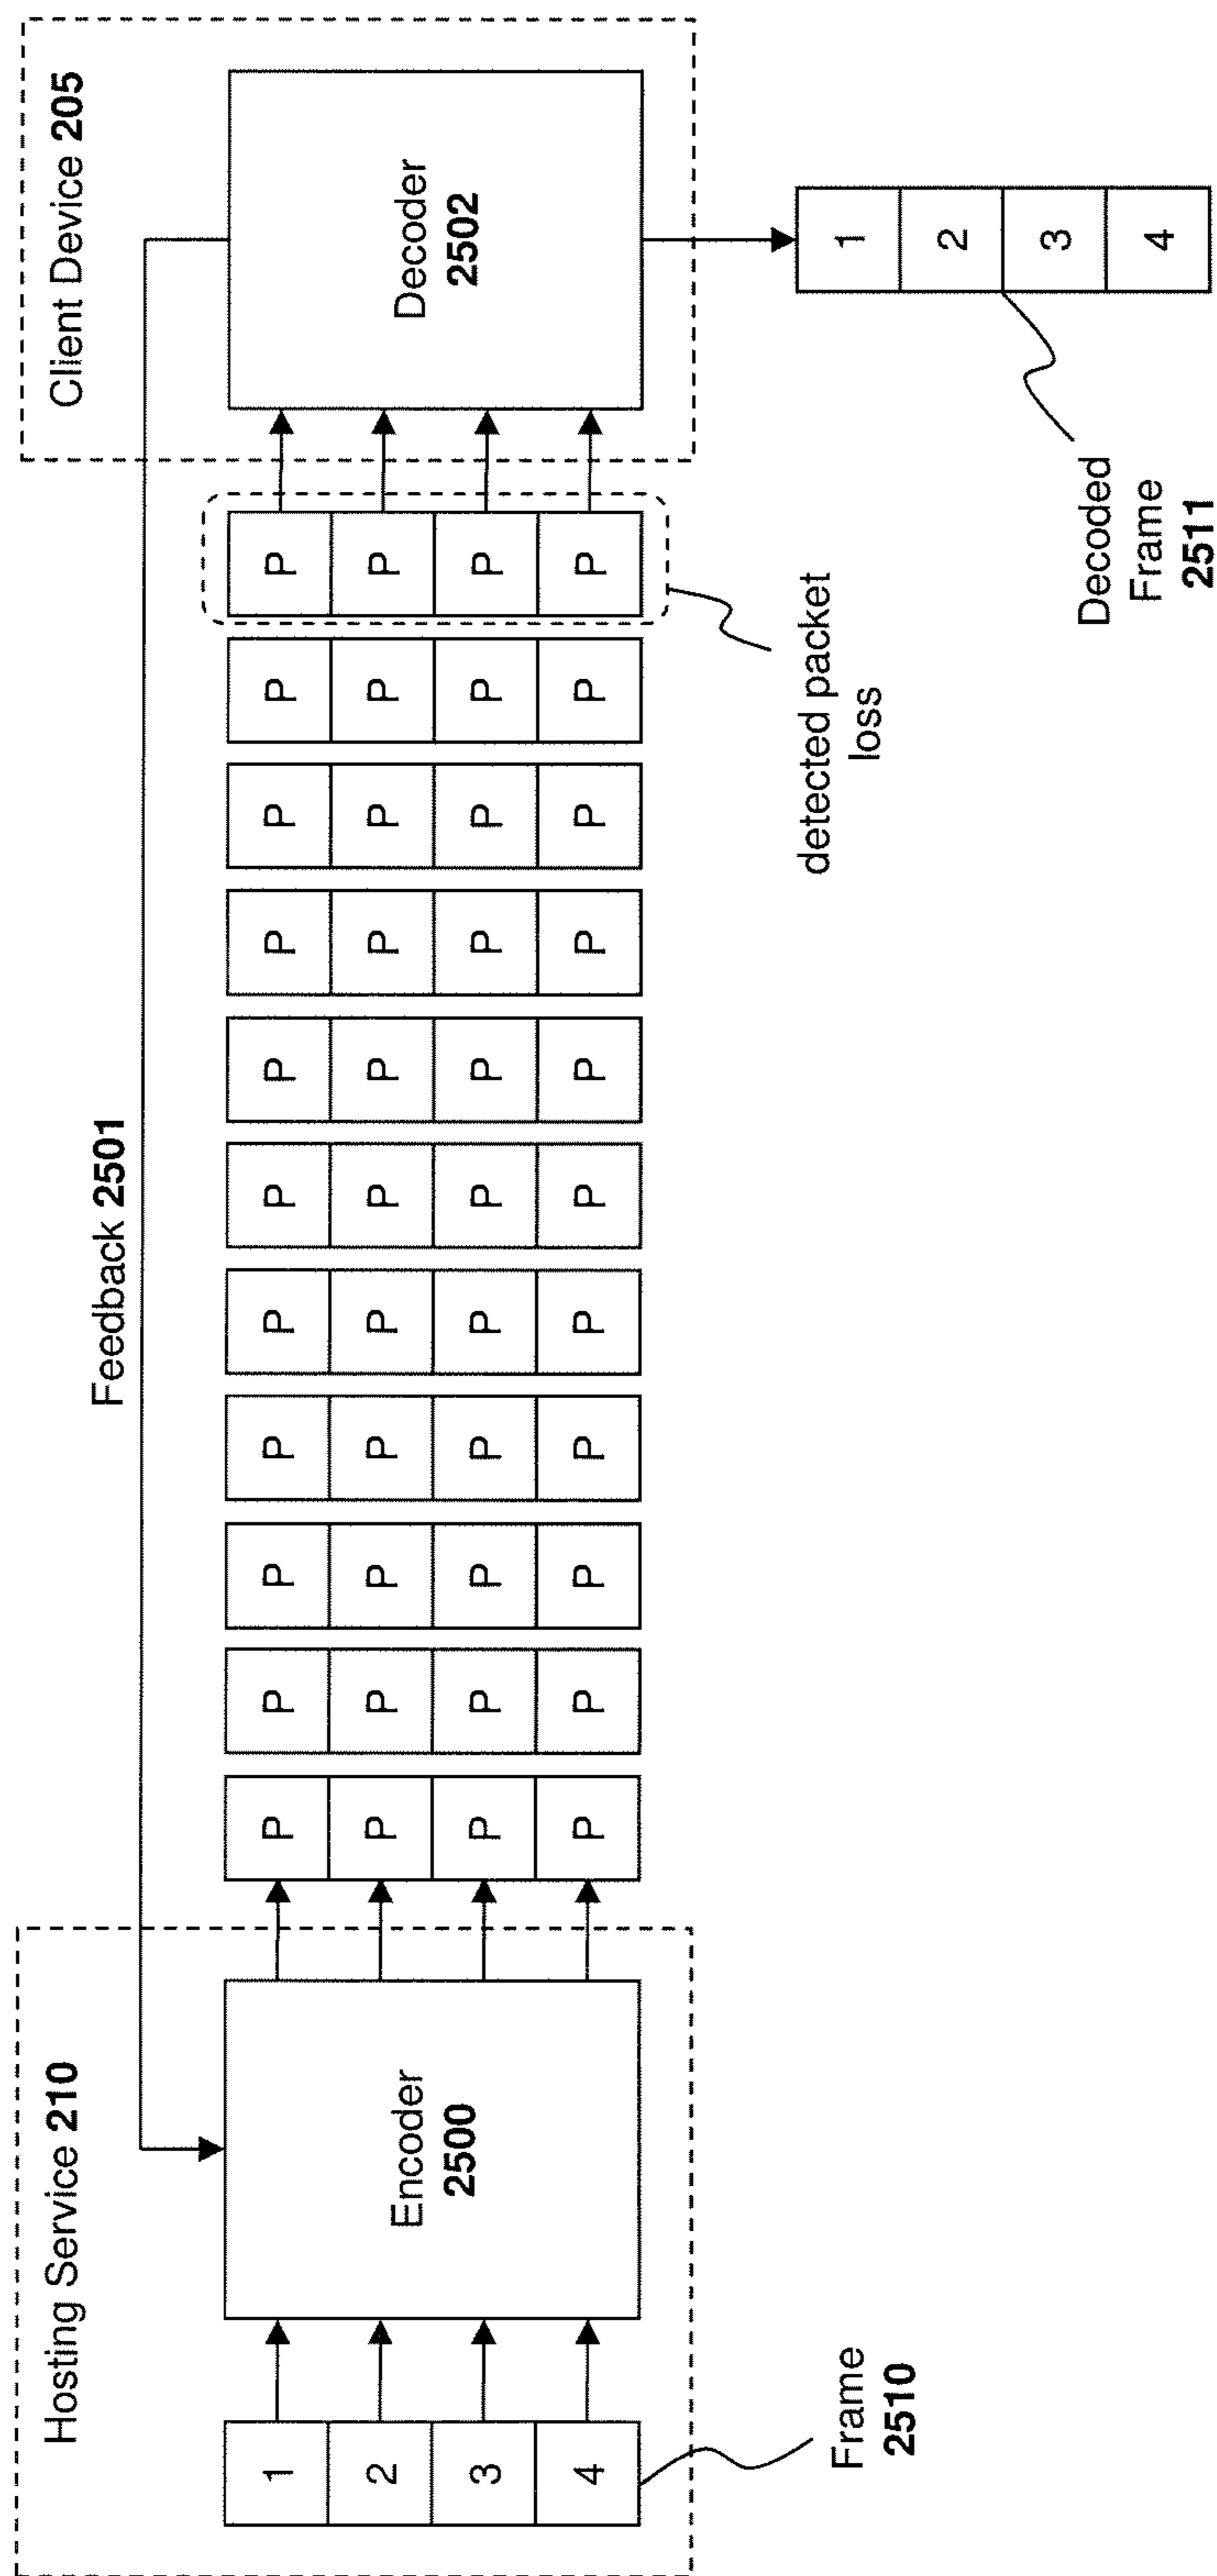 Hosting Service 210
Feedback 2501
Client Device 205
1
2
3
4
Encoder
2500
P P P P P P P P P P P
P P P P P P P P P P P
P P P P P P P P P P P
P P P P P P P P P P P
Decoder
2502
Frame
2510
detected packet
loss
1
2
3
4
Decoded
Frame
2511